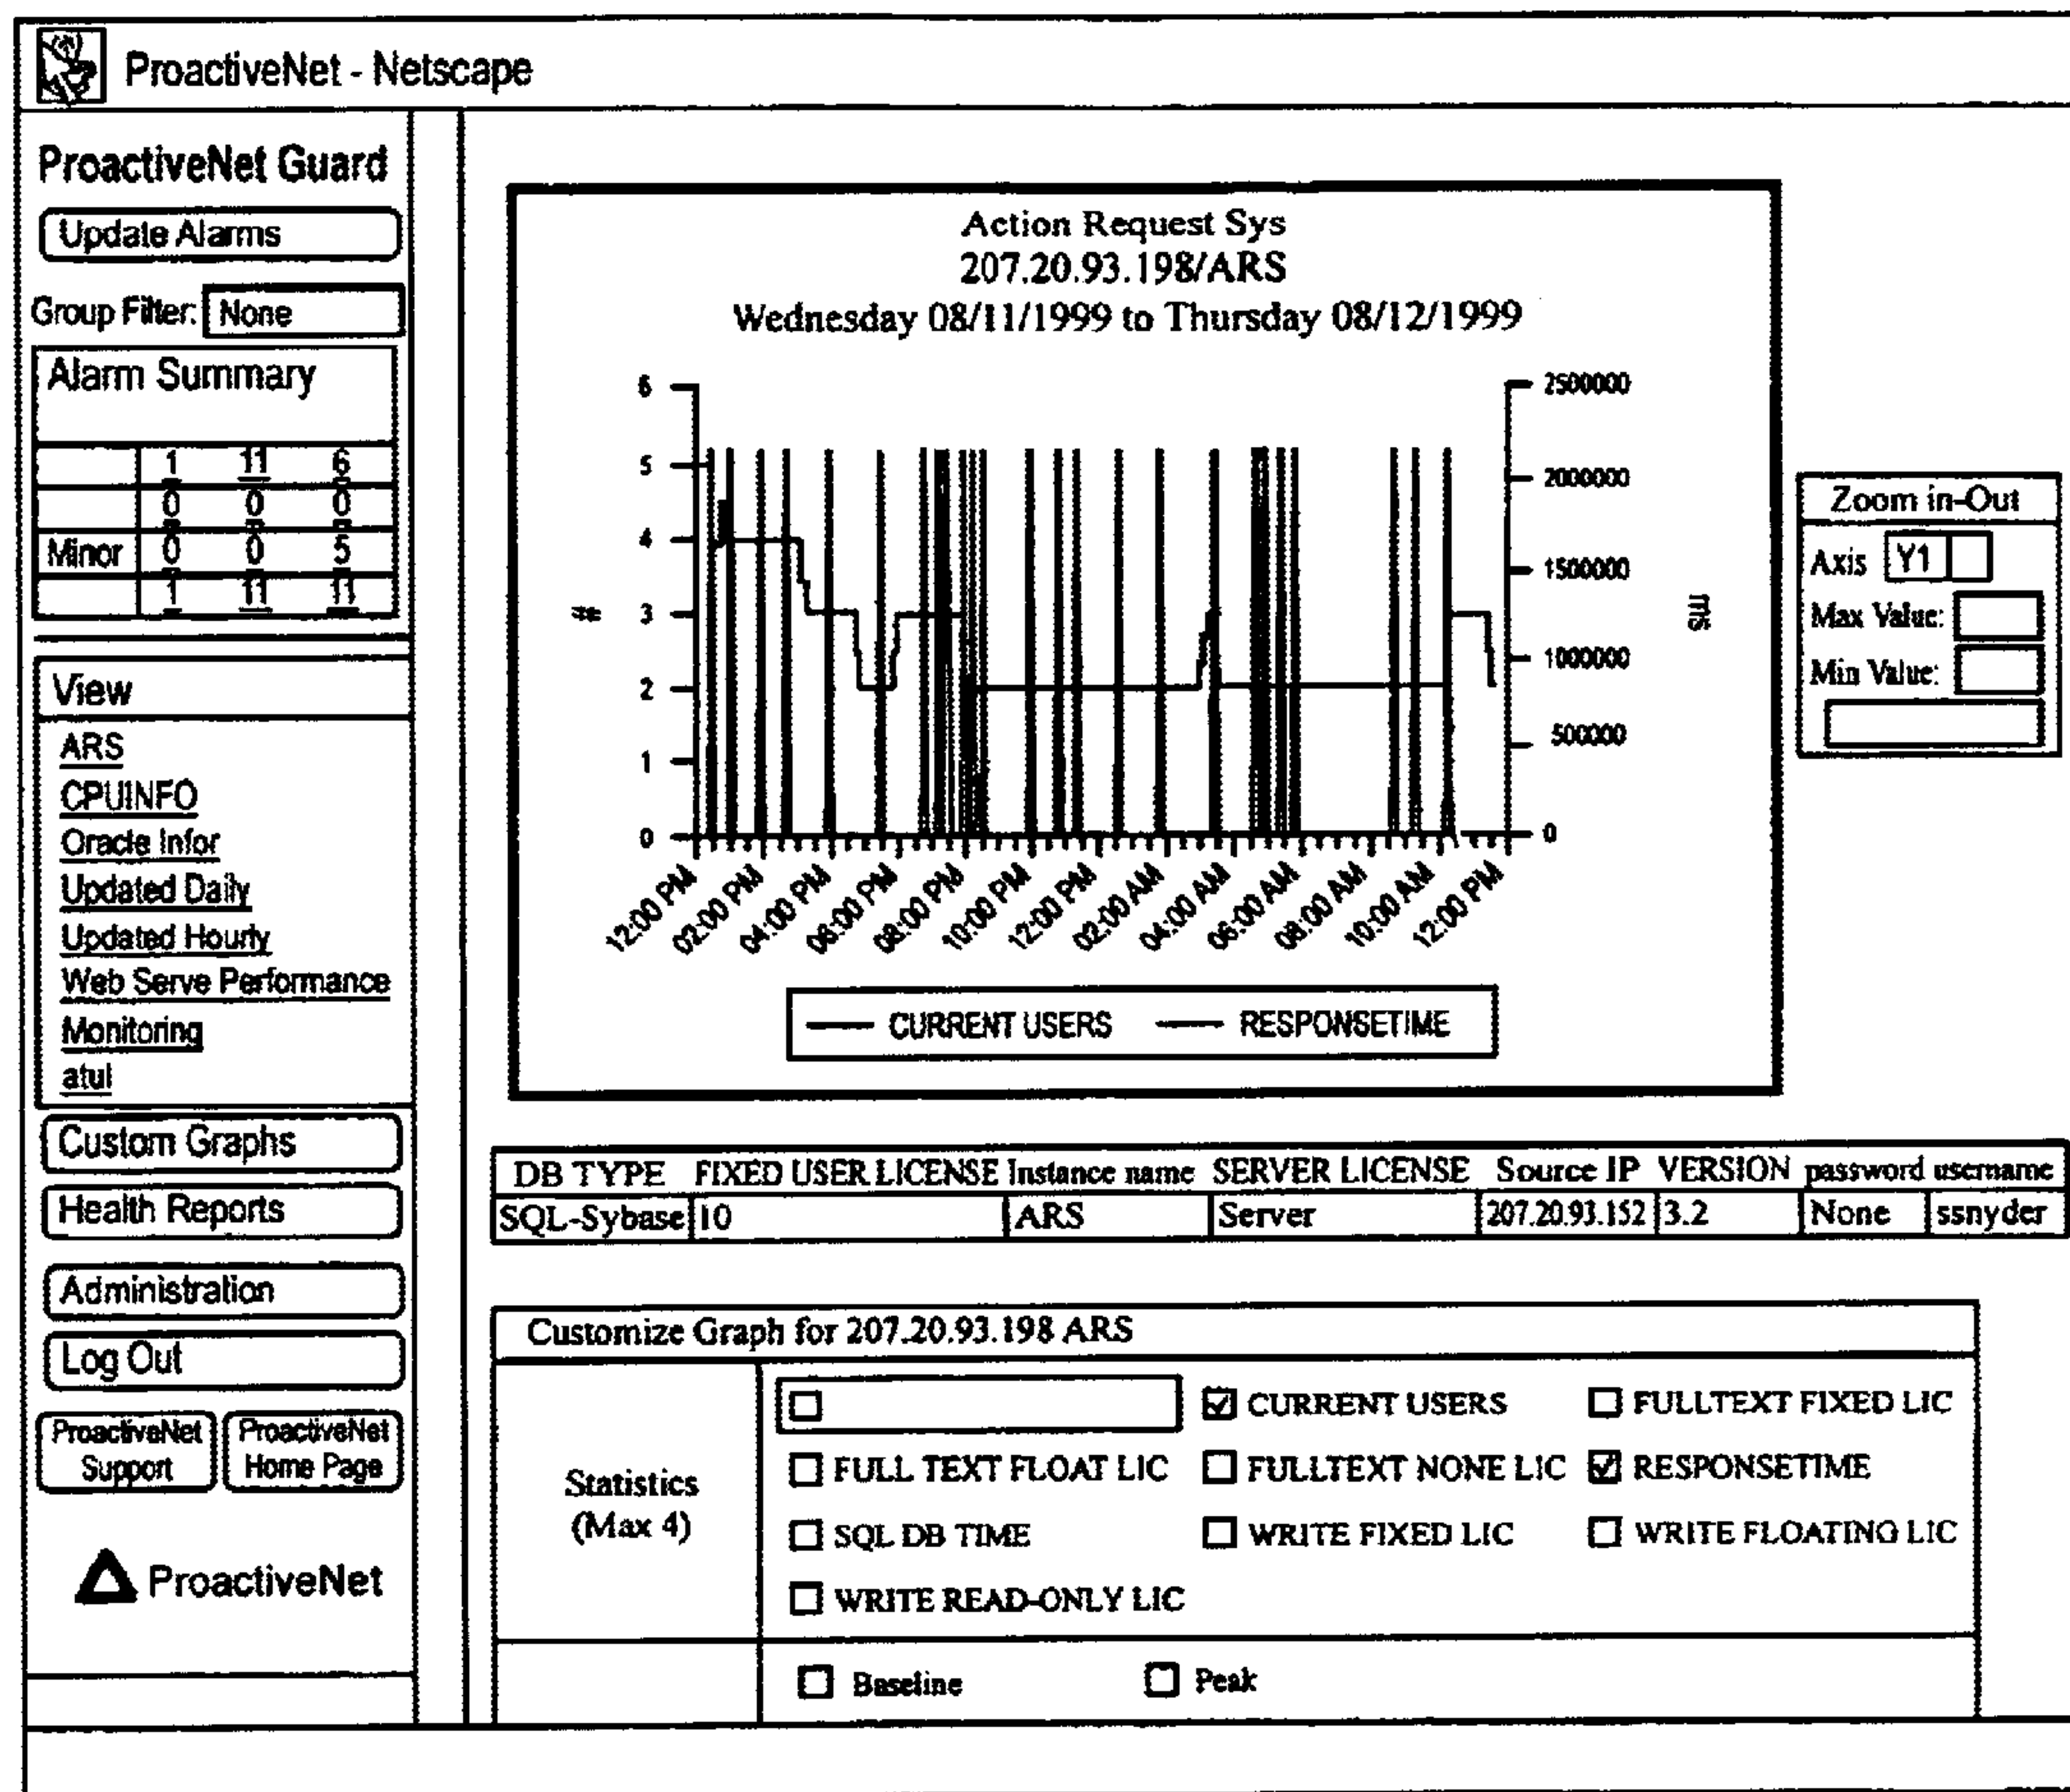 ProactiveNet - Netscape
ProactiveNet Guard
Update Alarms
Group Filter: None
Alarm Summary
1 11 6
0 0 0
Minor 0 0 5
1 11 11
View
ARS
CPUINFO
Oracle Infor
Updated Daily
Updated Hourly
Web Serve Performance
Monitoring
atul
Custom Graphs
Health Reports
Administration
Log Out
ProactiveNet Support
ProactiveNet Home Page
ProactiveNet
Action Request Sys
207.20.93.198/ARS
Wednesday 08/11/1999 to Thursday 08/12/1999
6
5
4
3
2
1
0
#
2500000
2000000
1500000
1000000
500000
0
ms
12:00 PM
02:00 PM
04:00 PM
06:00 PM
08:00 PM
10:00 PM
12:00 PM
02:00 AM
04:00 AM
06:00 AM
08:00 AM
10:00 AM
12:00 PM
CURRENT USERS RESPONSETIME
Zoom in-Out
Axis Y1
Max Value:
Min Value:
DB TYPE FIXED USER LICENSE Instance name SERVER LICENSE Source IP VERSION password username
SQL-Sybase 10 ARS Server 207.20.93.152 3.2 None ssnyder
Customize Graph for 207.20.93.198 ARS
Statistics
(Max 4)
CURRENT USERS FULLTEXT FIXED LIC
FULL TEXT FLOAT LIC FULLTEXT NONE LIC RESPONSETIME
SQL DB TIME WRITE FIXED LIC WRITE FLOATING LIC
WRITE READ-ONLY LIC
Baseline Peak